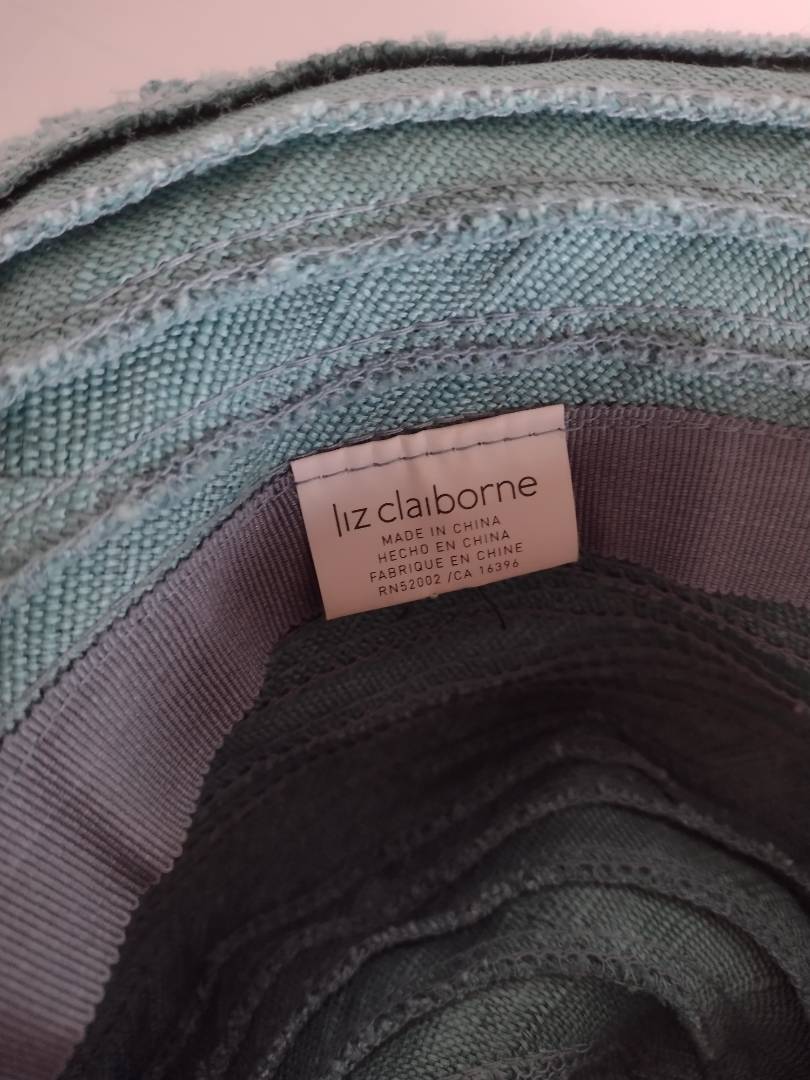 liz claiborne
MADE IN CHINA
HECHO EN CHINA
FABRIQUE EN CHINE
RN52002 /CA 16396